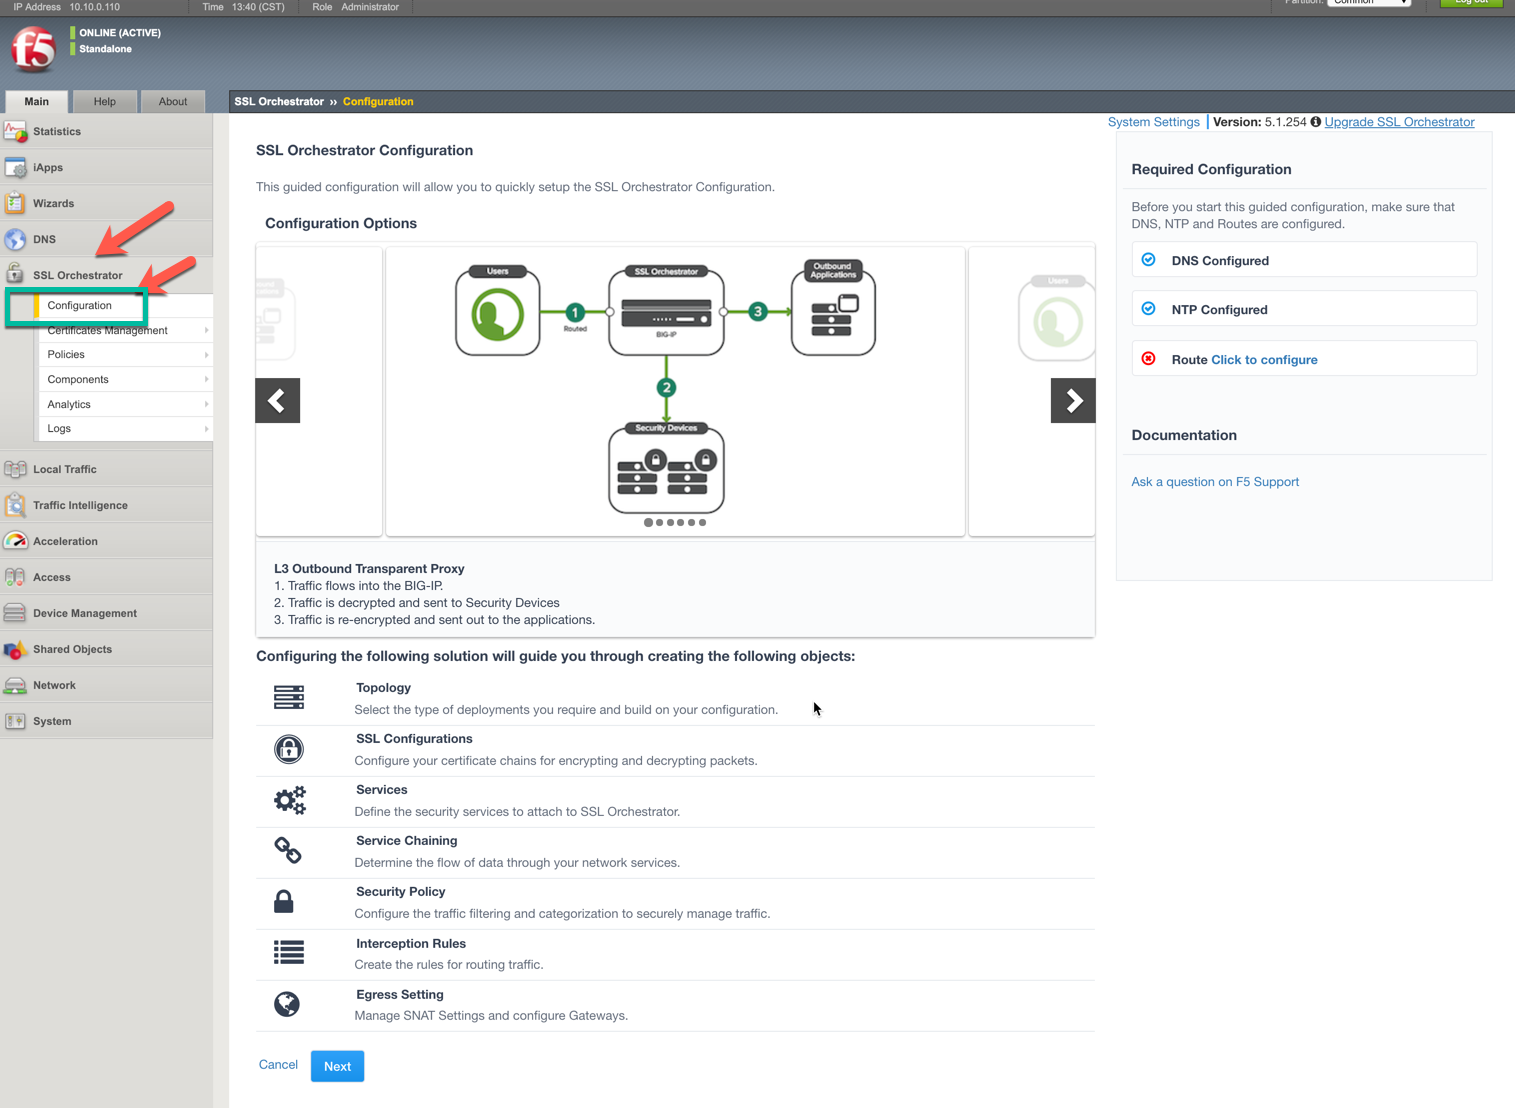 IP Address 10.10.0.110
Time 13:40 (CST)
Role Administrator
Partition: Common
Log out
f5
ONLINE (ACTIVE)
Standalone
Main
Help
About
SSL Orchestrator ›› Configuration
Statistics
iApps
Wizards
DNS
SSL Orchestrator
Configuration
Certificates Management
Policies
Components
Analytics
Logs
Local Traffic
Traffic Intelligence
Acceleration
Access
Device Management
Shared Objects
Network
System
System Settings
Version: 5.1.254
Upgrade SSL Orchestrator
SSL Orchestrator Configuration
This guided configuration will allow you to quickly setup the SSL Orchestrator Configuration.
Configuration Options
Users
SSL Orchestrator
Outbound
Applications
Users
1
Routed
BIG-IP
3
2
Security Devices
L3 Outbound Transparent Proxy
1. Traffic flows into the BIG-IP.
2. Traffic is decrypted and sent to Security Devices
3. Traffic is re-encrypted and sent out to the applications.
Configuring the following solution will guide you through creating the following objects:
Topology
Select the type of deployments you require and build on your configuration.
SSL Configurations
Configure your certificate chains for encrypting and decrypting packets.
Services
Define the security services to attach to SSL Orchestrator.
Service Chaining
Determine the flow of data through your network services.
Security Policy
Configure the traffic filtering and categorization to securely manage traffic.
Interception Rules
Create the rules for routing traffic.
Egress Setting
Manage SNAT Settings and configure Gateways.
Cancel
Next
Required Configuration
Before you start this guided configuration, make sure that
DNS, NTP and Routes are configured.
DNS Configured
NTP Configured
Route Click to configure
Documentation
Ask a question on F5 Support